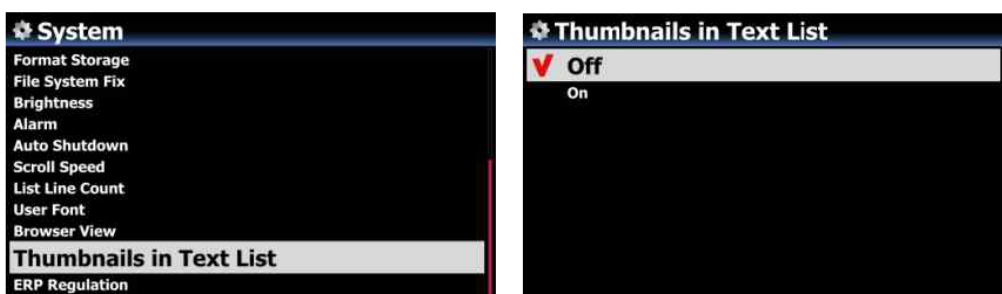 System
Format Storage
File System Fix
Brightness
Alarm
Auto Shutdown
Scroll Speed
List Line Count
User Font
Browser View
Thumbnails in Text List
ERP Regulation
Thumbnails in Text List
Off
On